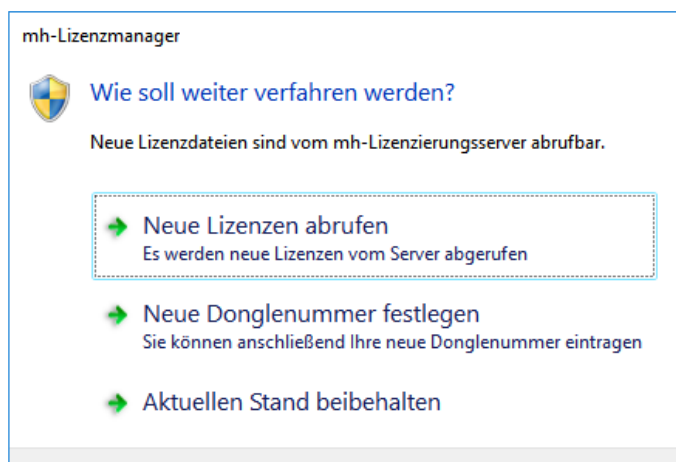 mh-Lizenzmanager
Wie soll weiter verfahren werden?
Neue Lizenzdateien sind vom mh-Lizenzierungsserver abrufbar.
Neue Lizenzen abrufen
Es werden neue Lizenzen vom Server abgerufen
Neue Donglenummer festlegen
Sie können anschließend Ihre neue Donglenummer eintragen
Aktuellen Stand beibehalten